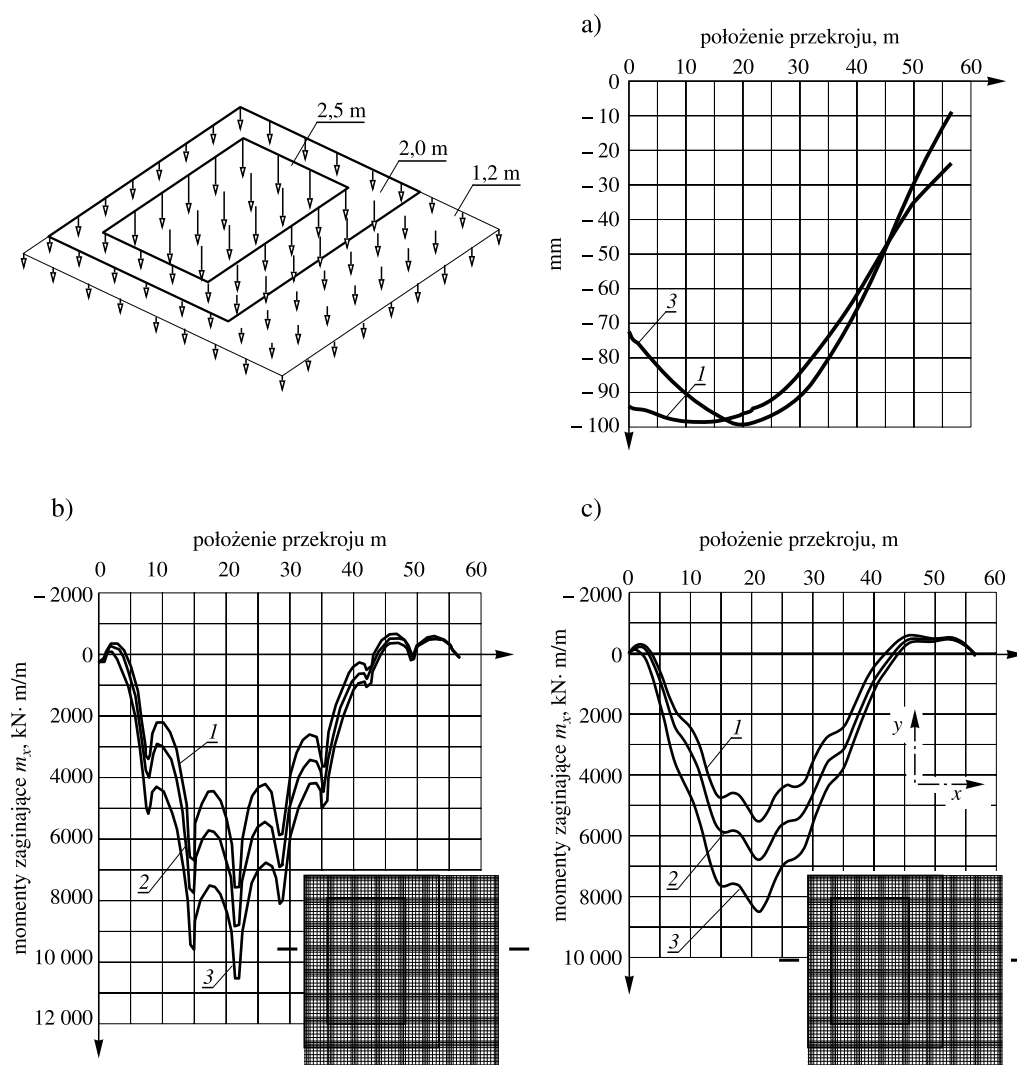 a)
położenie przekroju, m
0 10 20 30 40 50 60
0
– 10
– 20
– 30
– 40
– 50
– 60
– 70
– 80
– 90
– 100
mm
3
1
2,5 m
2,0 m
1,2 m
b)
położenie przekroju m
0 10 20 30 40 50 60
– 2000
0
2000
4000
6000
8000
10 000
12 000
momenty zaginające mx, kN· m/m
1
2
3
c)
położenie przekroju, m
0 10 20 30 40 50 60
– 2000
0
2000
4000
6000
8000
10 000
momenty zaginające mx, kN· m/m
1
2
3
y
x